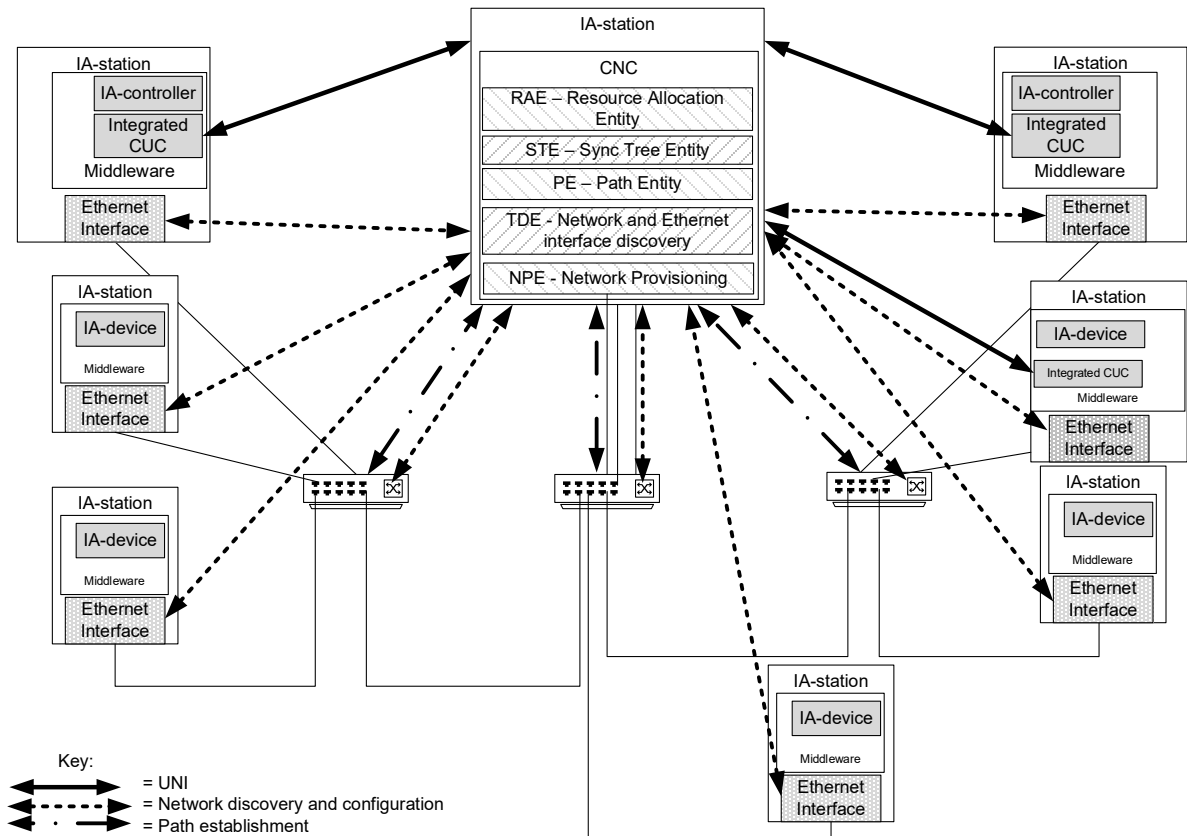 IA-station
CNC
RAE – Resource Allocation
Entity
STE – Sync Tree Entity
PE – Path Entity
TDE - Network and Ethernet
interface discovery
NPE - Network Provisioning
IA-station
IA-controller
Integrated
CUC
Middleware
Ethernet
Interface
IA-station
IA-controller
Integrated
CUC
Middleware
Ethernet
Interface
IA-station
IA-device
Middleware
Ethernet
Interface
IA-station
IA-device
Integrated CUC
Middleware
Ethernet
Interface
IA-station
IA-device
Middleware
Ethernet
Interface
IA-station
IA-device
Middleware
Ethernet
Interface
IA-station
IA-device
Middleware
Ethernet
Interface
Key:
= UNI
= Network discovery and configuration
= Path establishment